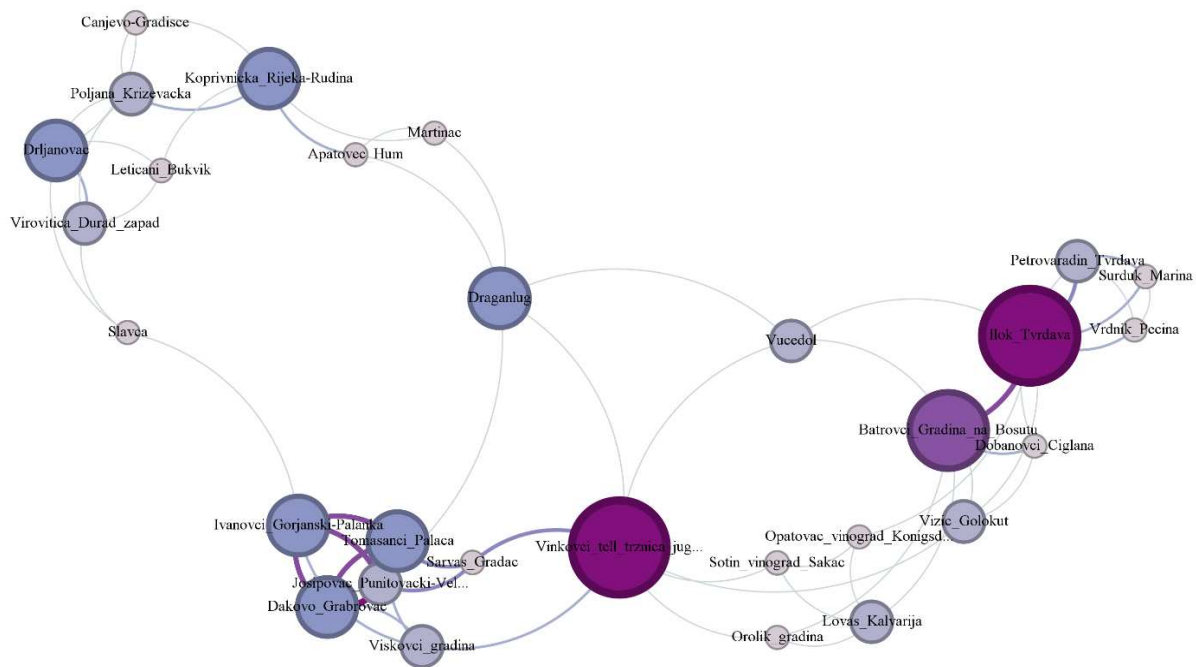 Canjevo-Gradisce
Koprivnicka_Rijeka-Rudina
Poljana_Krizevacka
Martinac
Drljanovac
Apatovec_Hum
Leticani_Bukvik
Virovitica_Durad_zapad
Petrovaradin_Tvrdava
Surduk_Marina
Draganlug
Slavca
Vucedol
Ilok_Tvrdava
Vrdnik_Pecina
Batrovci_Gradina_na_Bosutu
Dobanovci_Ciglana
Ivanovci_Gorjanski-Palanka
Tomasanci_Palaca
Vinkovci_tell_trznica_jug...
Opatovac_vinograd_Konigsd...
Vizic_Golokut
Sarvas_Gradac
Sotin_vinograd_Sakac
Josipovac_Punitovacki-Vel...
Dakovo_Grabrovac
Lovas_Kalvarija
Orolik_gradina
Viskovci_gradina